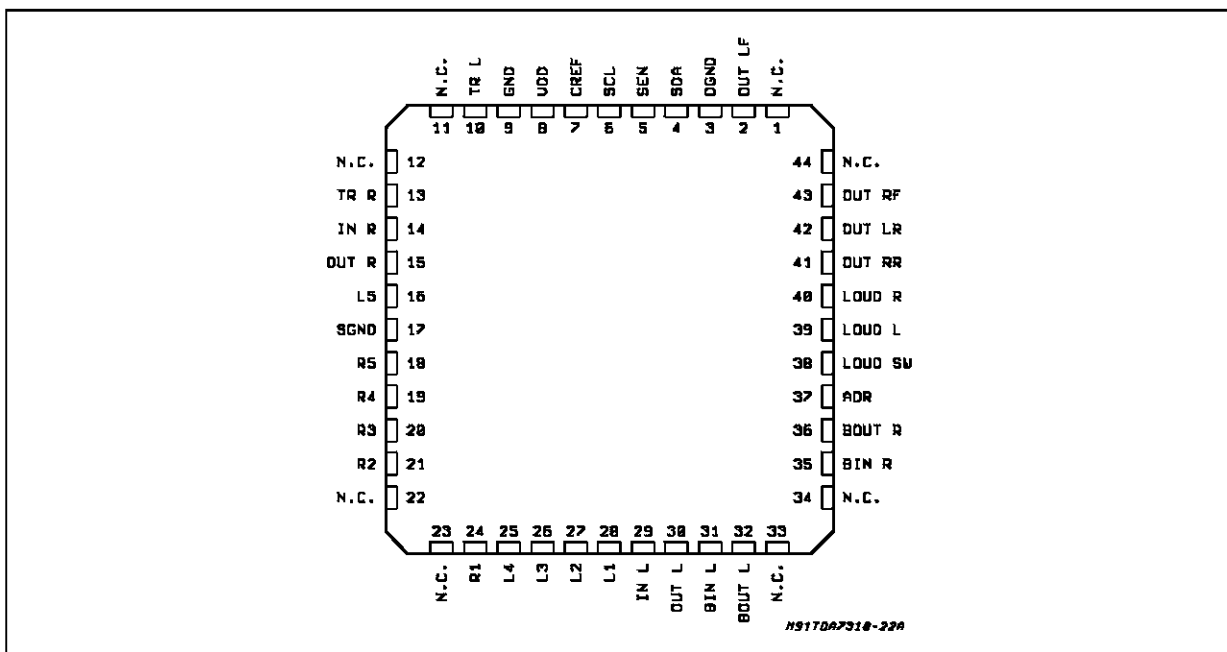 N.C. TR L GND VDD CREF SCL SEN SDA DGND OUT LF N.C.
11 10 9 8 7 6 5 4 3 2 1
N.C. 12 44 N.C.
TR R 13 43 OUT RF
IN R 14 42 OUT LR
OUT R 15 41 OUT RR
L5 16 40 LOUD R
SGND 17 39 LOUD L
R5 18 38 LOUD SW
R4 19 37 ADR
R3 20 36 BOUT R
R2 21 35 BIN R
N.C. 22 34 N.C.
23 24 25 26 27 28 29 30 31 32 33
N.C. R1 L4 L3 L2 L1 IN L OUT L BIN L BOUT L N.C.
M91TDA7318-22A